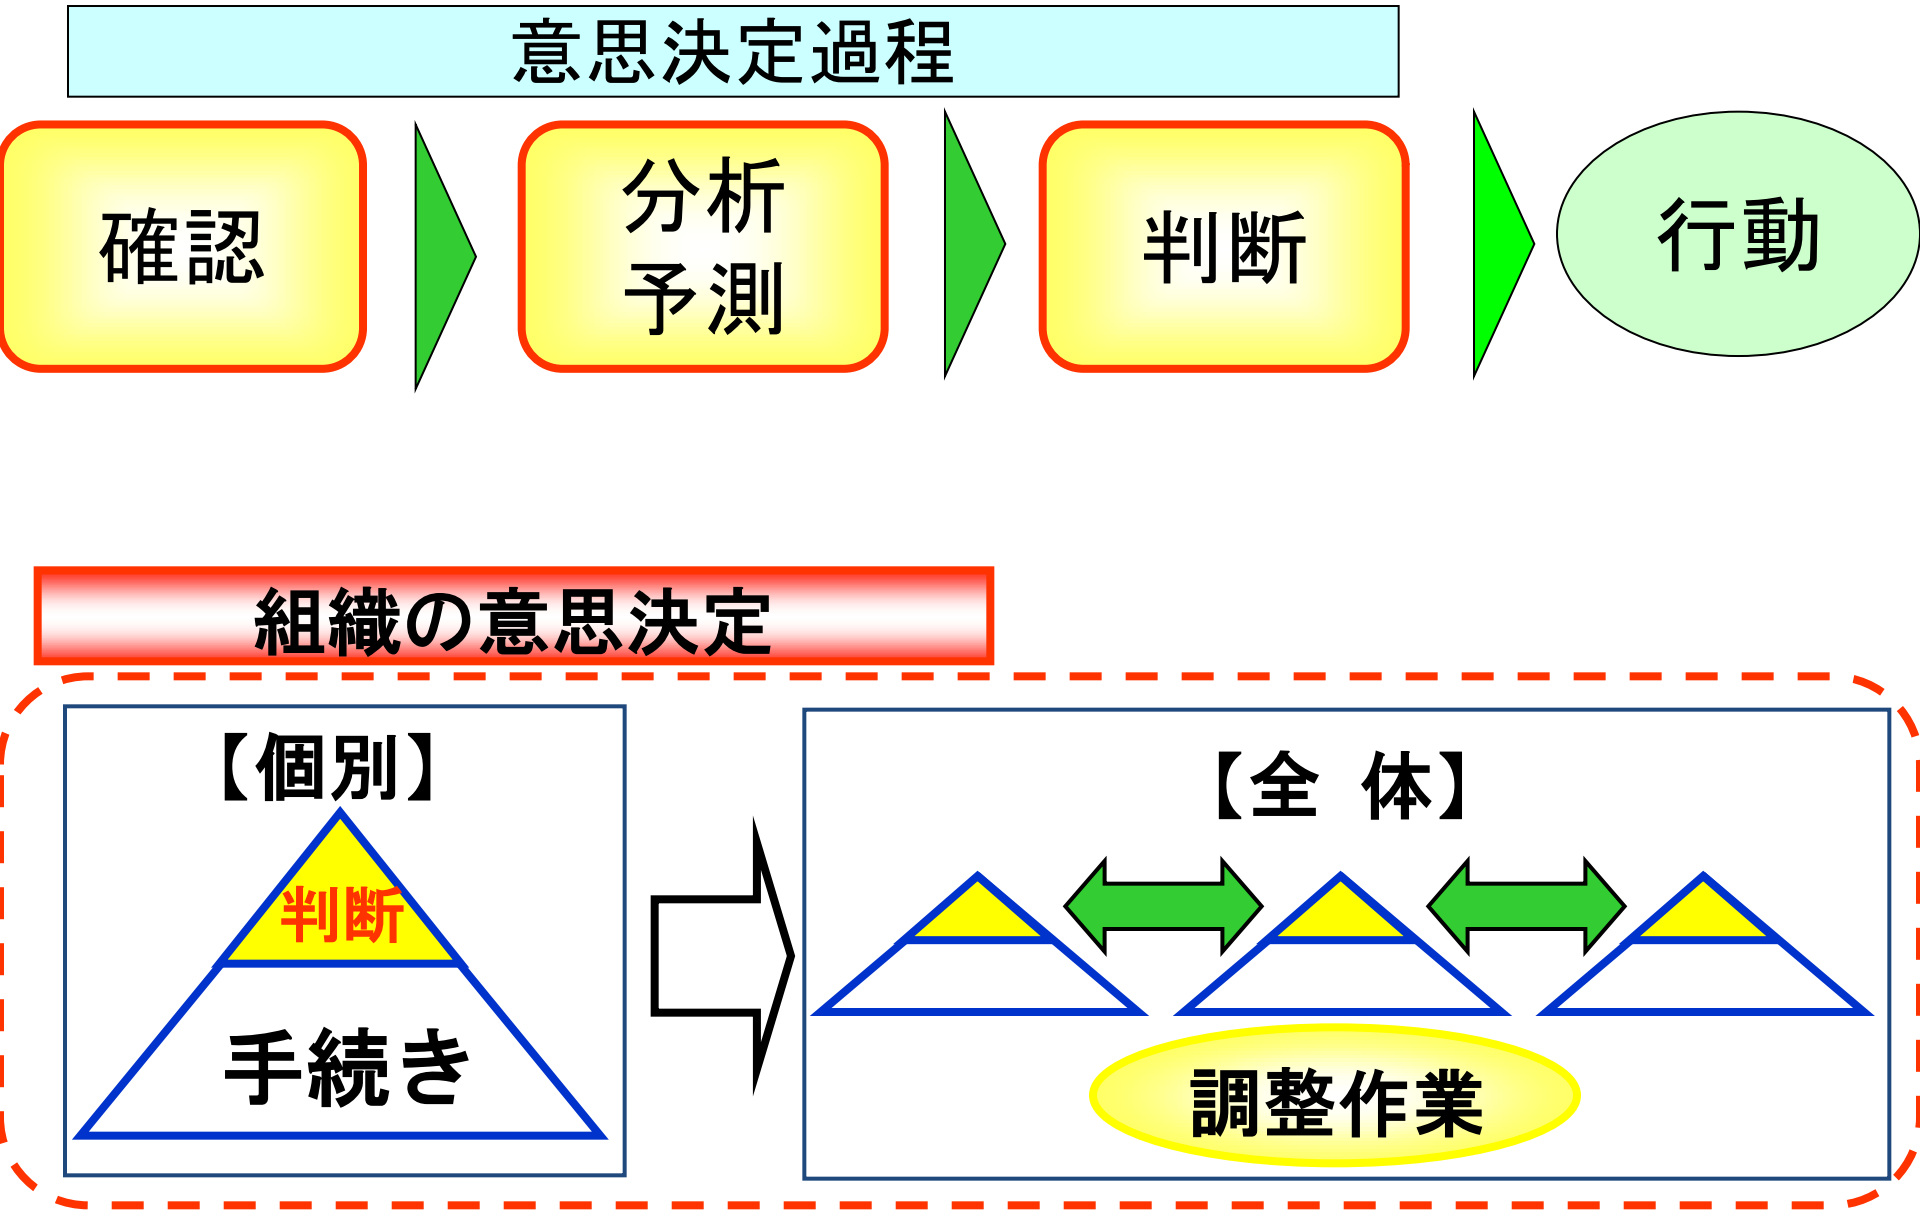 意思決定過程
確認
分析
予測
判断
行動
組織の意思決定
【個別】
判断
手続き
【全 体】
調整作業